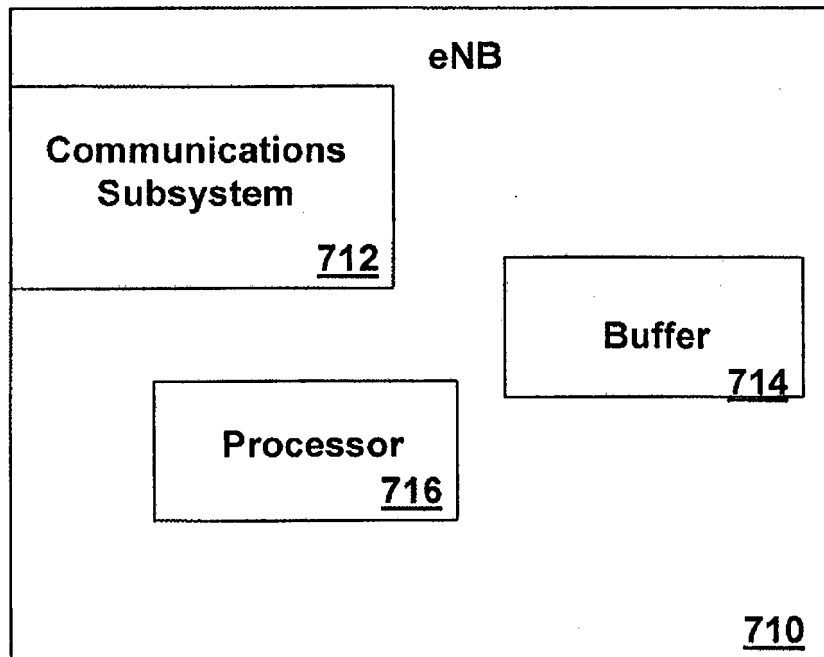 eNB
Communications
Subsystem
712
Buffer
714
Processor
716
710